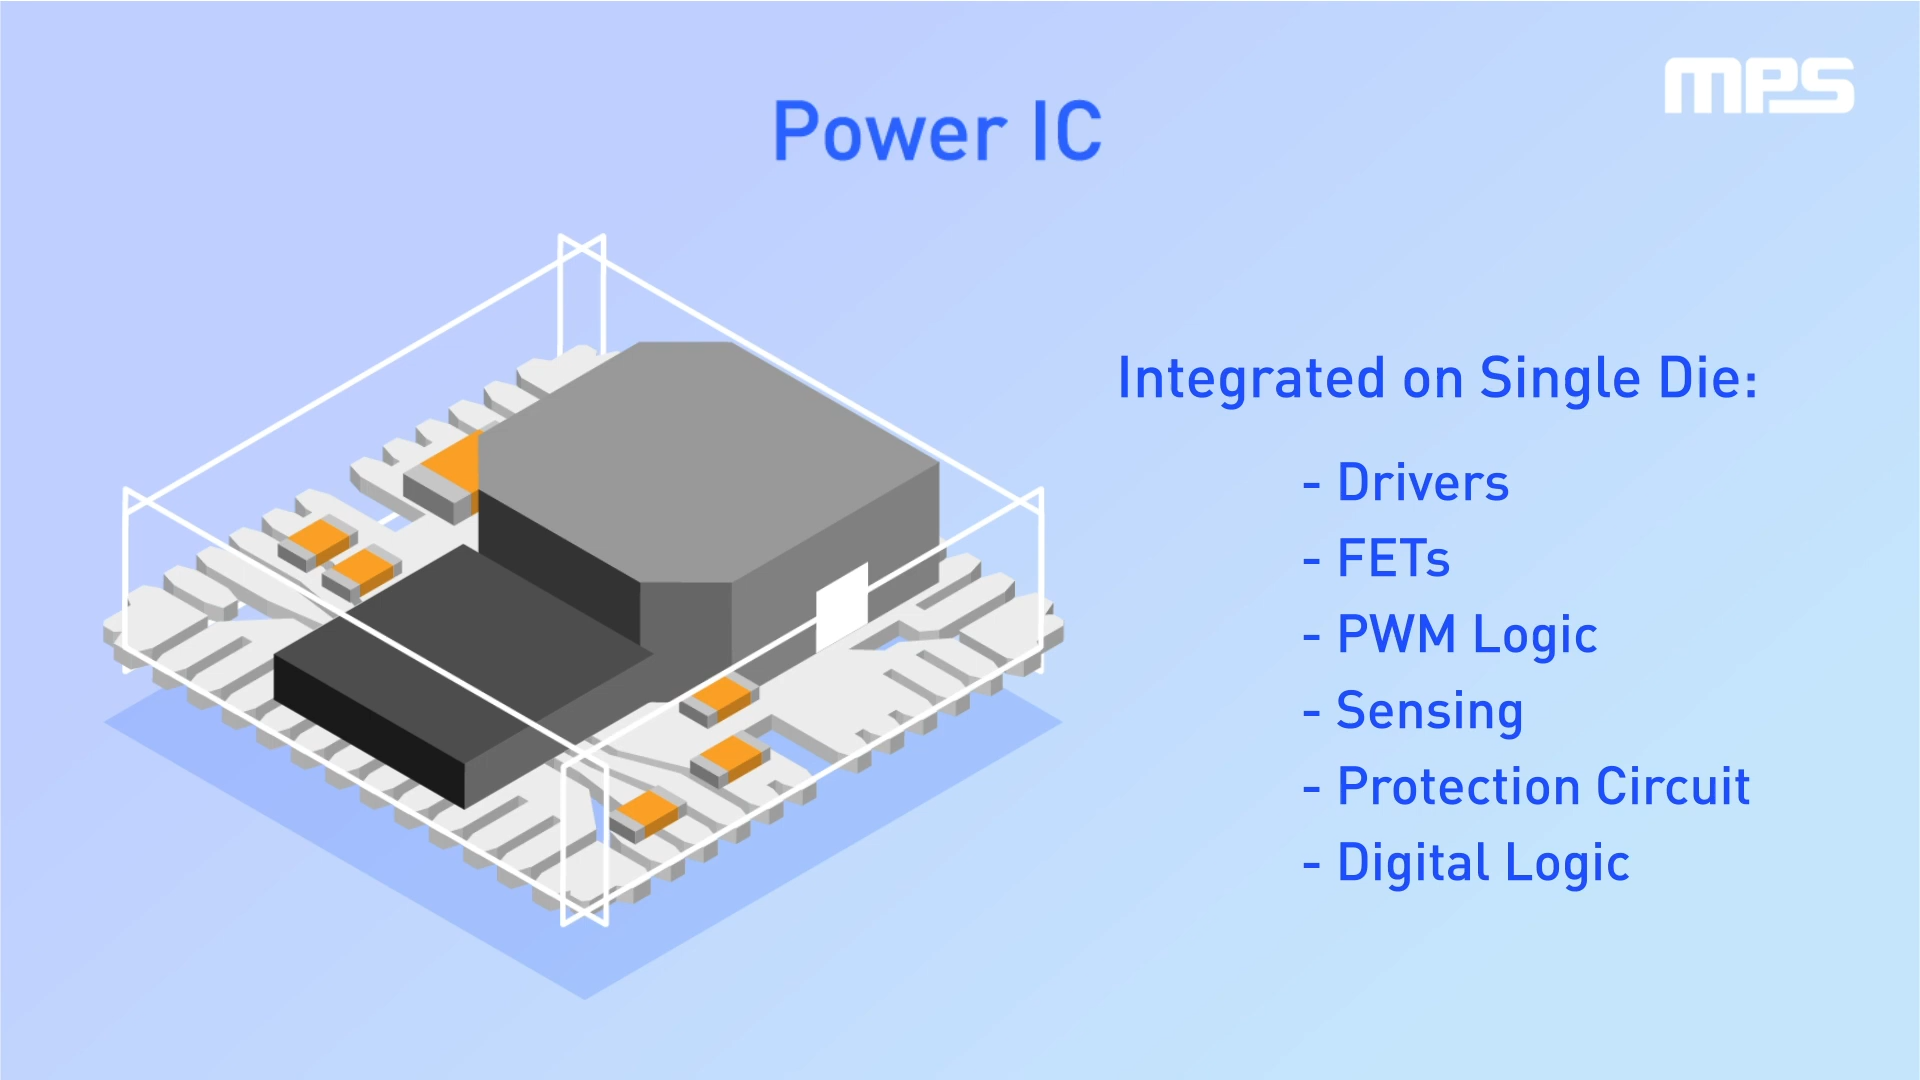 MPS
Power IC
Integrated on Single Die:
- Drivers
- FETs
- PWM Logic
- Sensing
- Protection Circuit
- Digital Logic